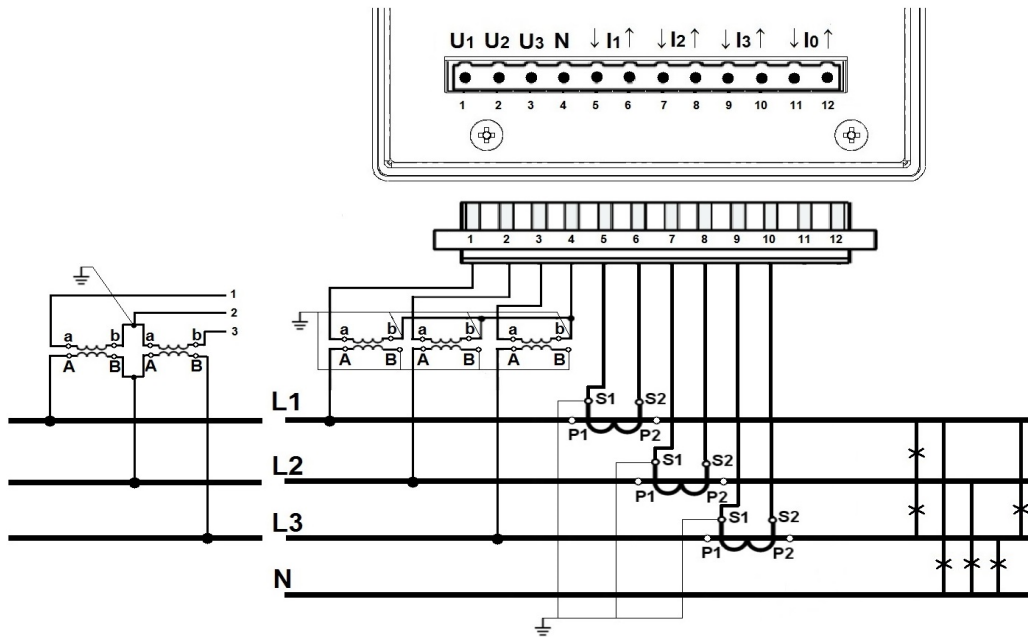 U1 U2 U3 N ↓ I1 ↑ ↓ I2 ↑ ↓ I3 ↑ ↓ I0 ↑
1 2 3 4 5 6 7 8 9 10 11 12
1 2 3 4 5 6 7 8 9 10 11 12
1
2
3
a b a b
A B A B
a b a b a b
A B A B A B
L1
S1 S2
P1 P2
L2
S1 S2
P1 P2
L3
S1 S2
P1 P2
N